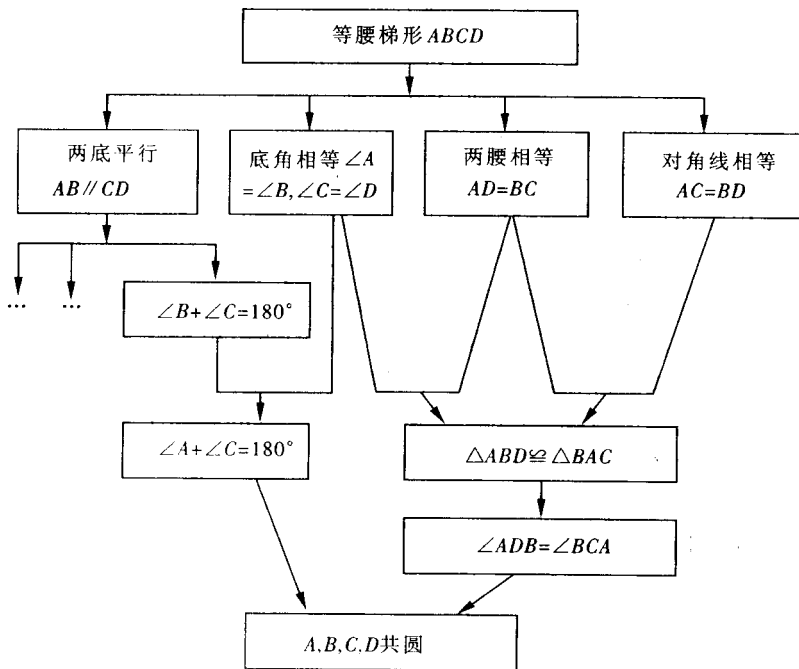 等腰梯形ABCD
两底平行
AB∥CD
底角相等∠A
=∠B,∠C=∠D
两腰相等
AD=BC
对角线相等
AC=BD
… …
∠B+∠C=180°
∠A+∠C=180°
△ABD≌△BAC
∠ADB=∠BCA
A,B,C,D共圆